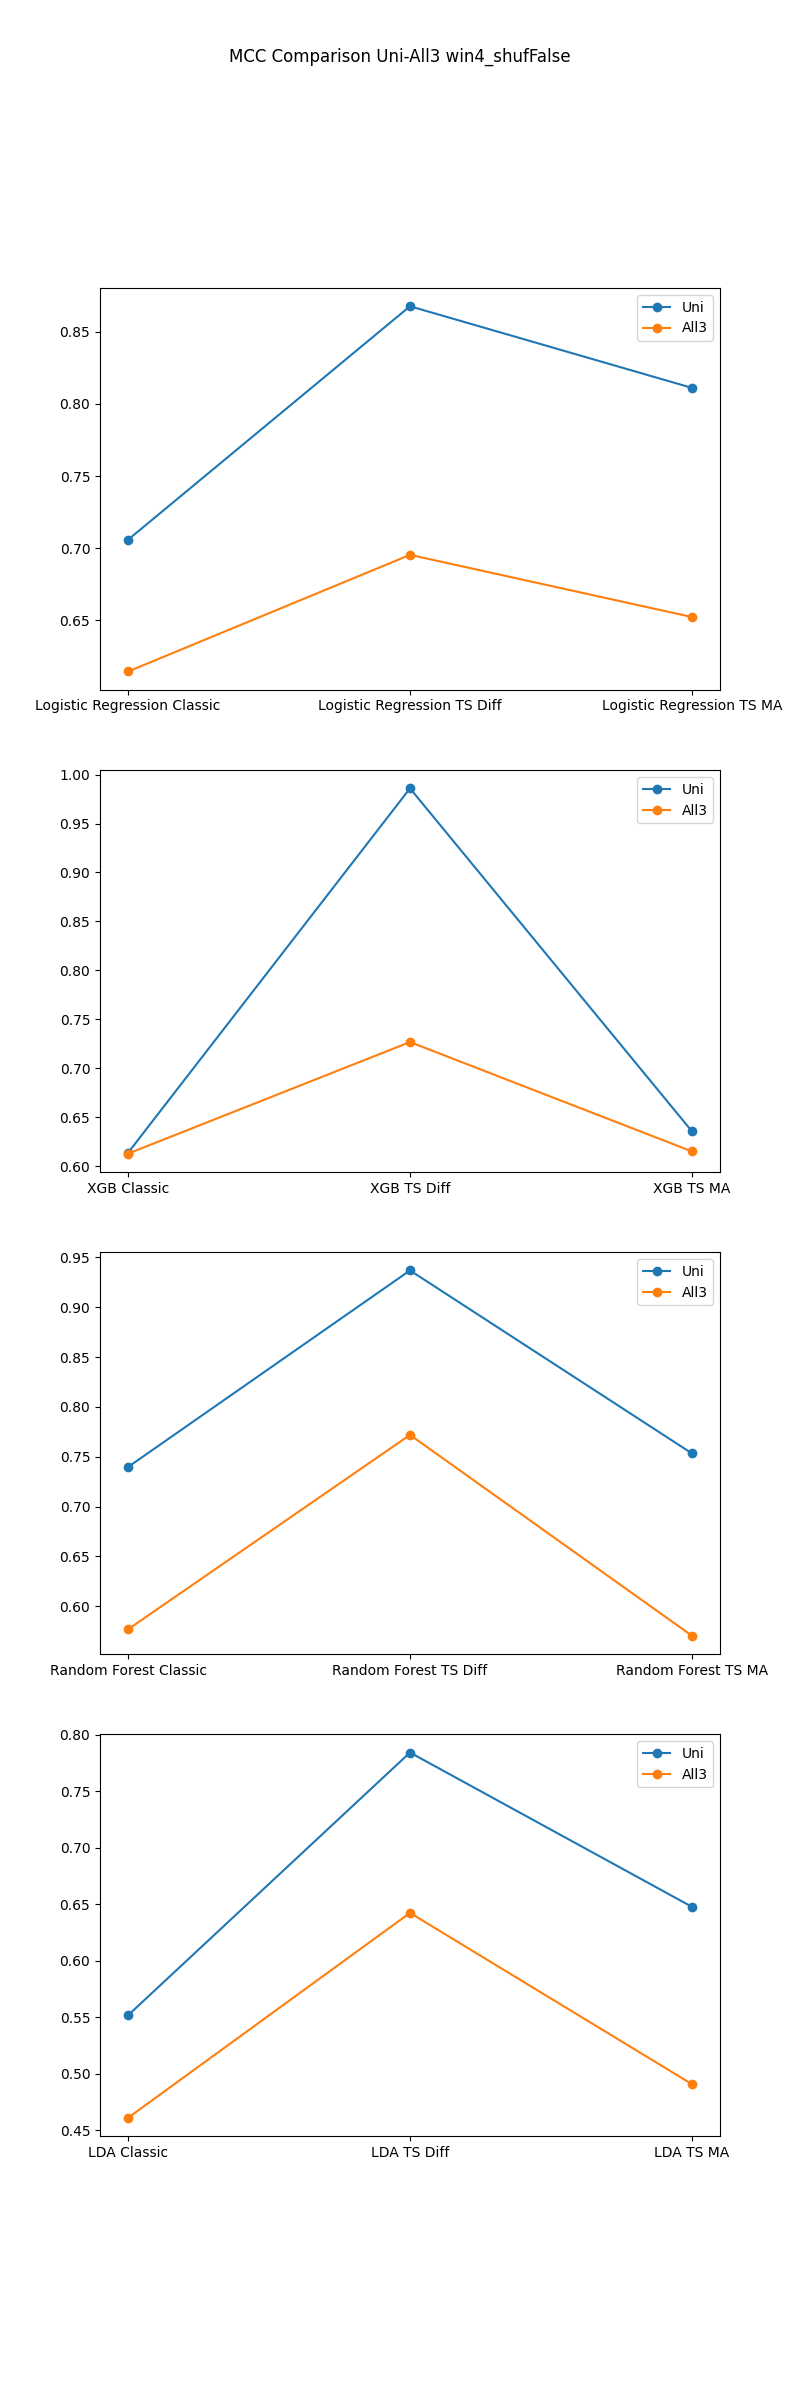 MCC Comparison Uni-All3 win4_shufFalse
Uni
All3
0.85
0.80
0.75
0.70
0.65
Logistic Regression Classic
Logistic Regression TS Diff
Logistic Regression TS MA
Uni
All3
1.00
0.95
0.90
0.85
0.80
0.75
0.70
0.65
0.60
XGB Classic
XGB TS Diff
XGB TS MA
Uni
All3
0.95
0.90
0.85
0.80
0.75
0.70
0.65
0.60
Random Forest Classic
Random Forest TS Diff
Random Forest TS MA
Uni
All3
0.80
0.75
0.70
0.65
0.60
0.55
0.50
0.45
LDA Classic
LDA TS Diff
LDA TS MA